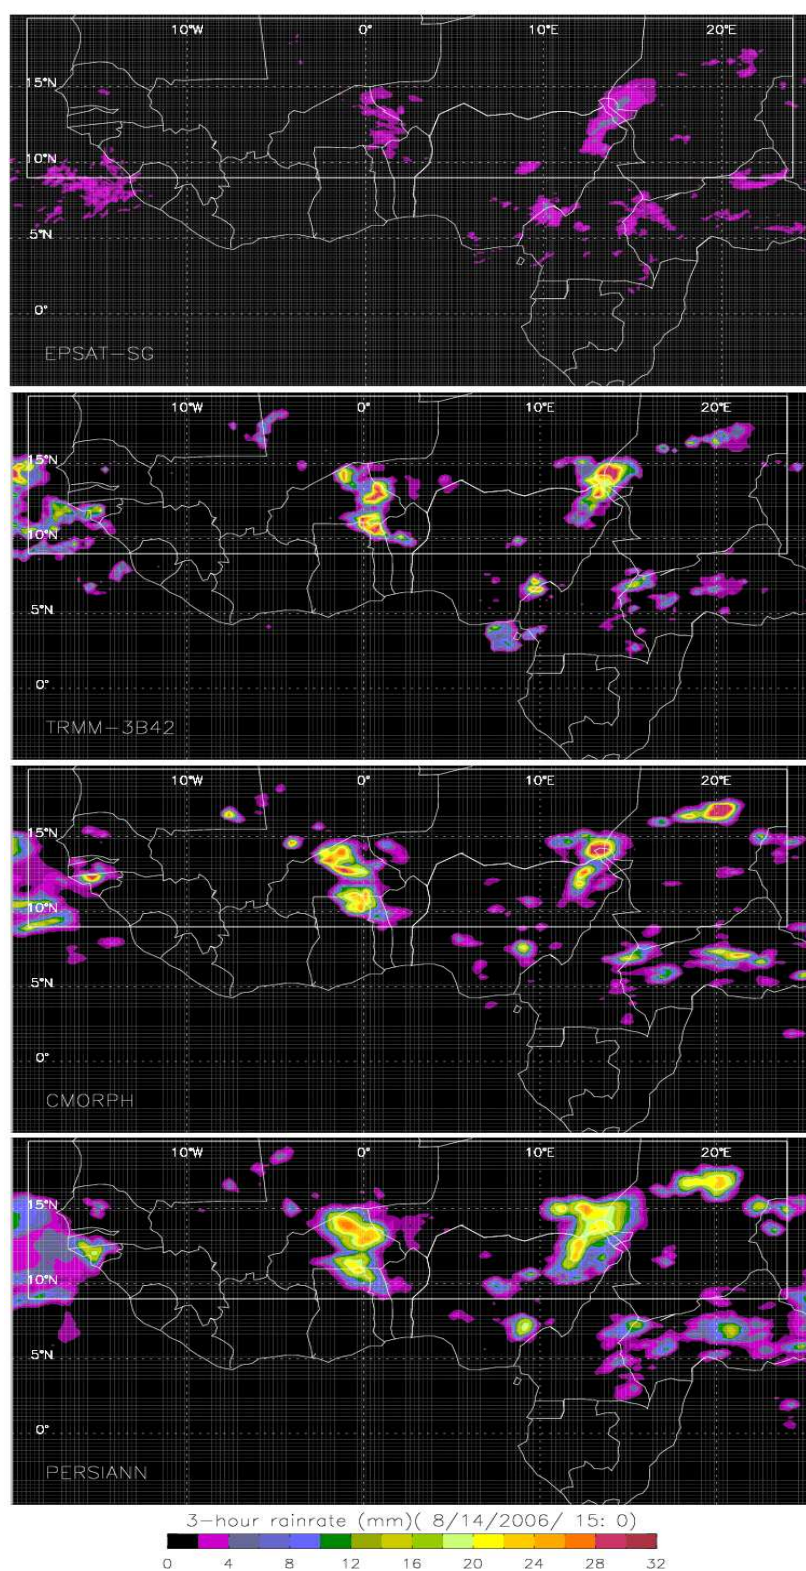 10°W 0° 10°E 20°E
15°N
10°N
5°N
0°
EPSAT-SG
10°W 0° 10°E 20°E
15°N
10°N
5°N
0°
TRMM-3B42
10°W 0° 10°E 20°E
15°N
10°N
5°N
0°
CMORPH
10°W 0° 10°E 20°E
15°N
10°N
5°N
0°
PERSIANN
3-hour rainrate (mm)( 8/14/2006/ 15: 0)
0 4 8 12 16 20 24 28 32